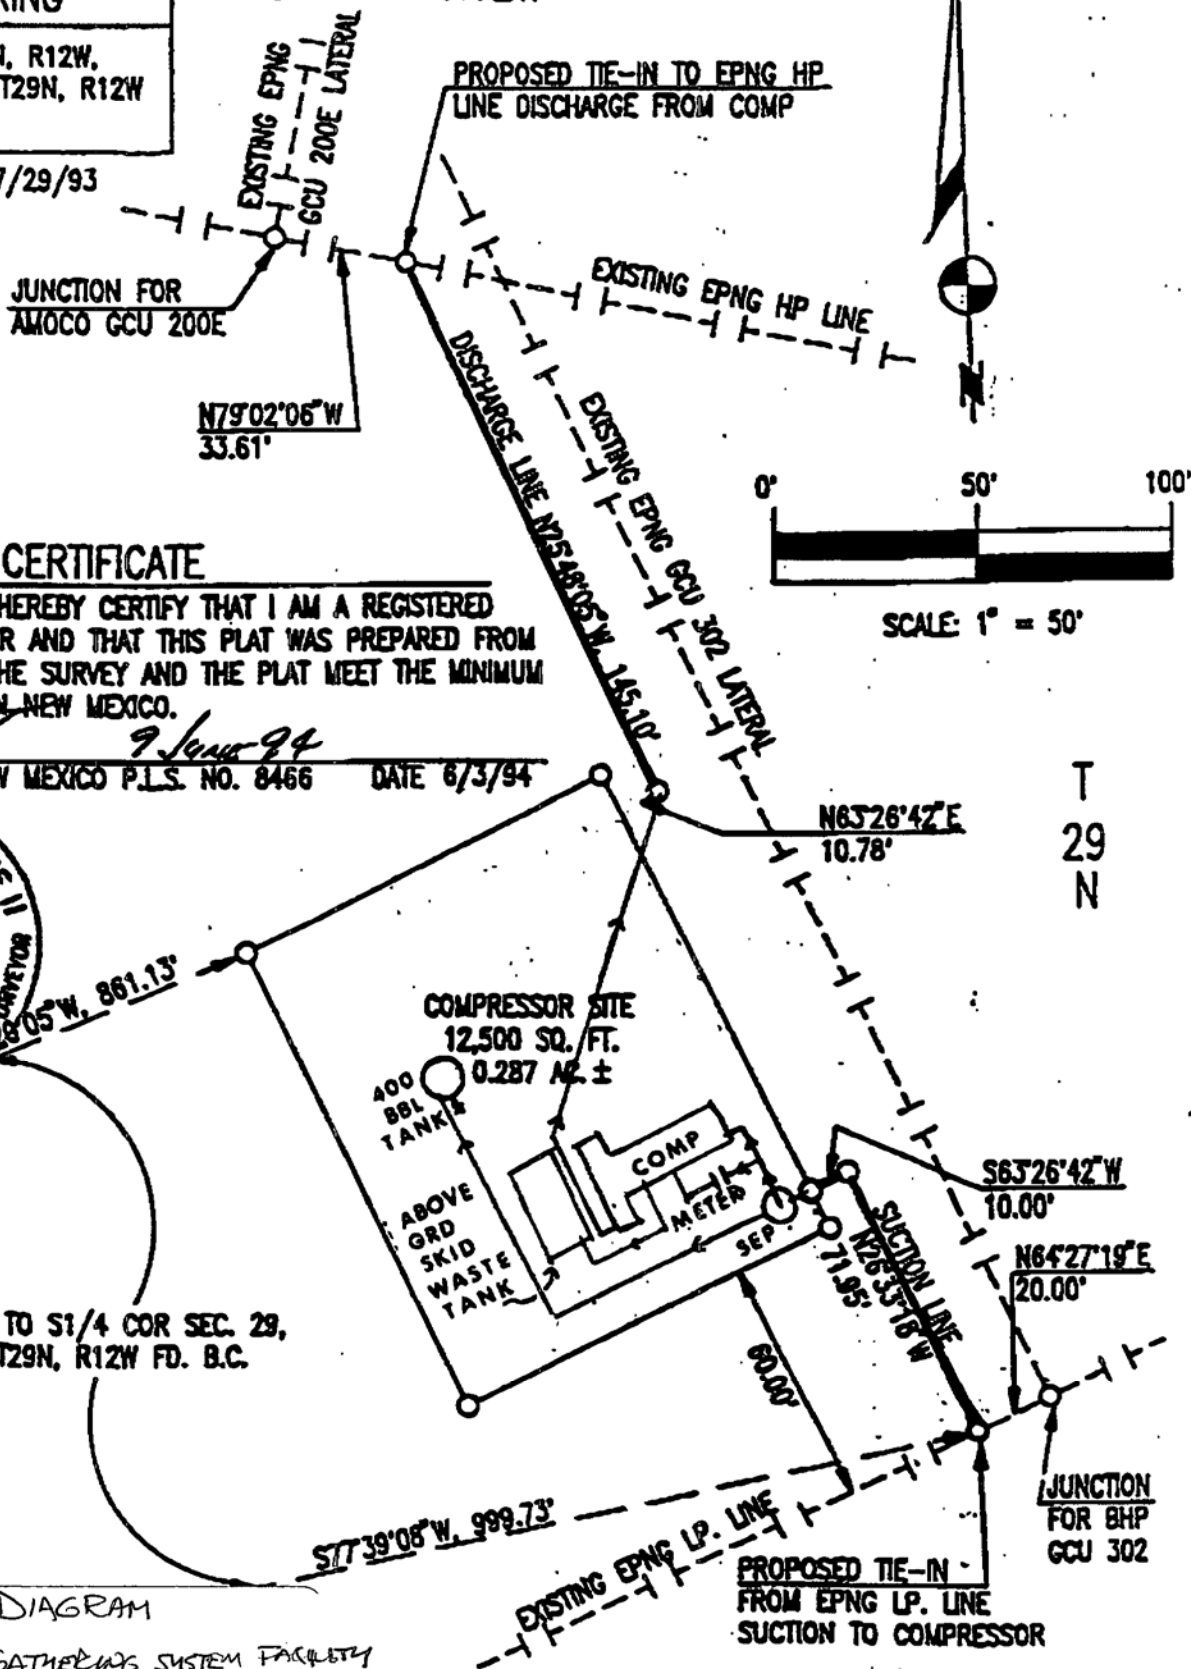 N, R12W,
T29N, R12W
7/29/93
EXISTING EPNG
GCU 200E LATERAL
PROPOSED TIE-IN TO EPNG HP
LINE DISCHARGE FROM COMP
JUNCTION FOR
AMOCO GCU 200E
EXISTING EPNG HP LINE
N79°02'06"W
33.61'
N
0' 50' 100'
SCALE: 1" = 50'
DISCHARGE LINE N25°48'05"W, 145.10'
EXISTING EPNG GCU 302 LATERAL
CERTIFICATE
HEREBY CERTIFY THAT I AM A REGISTERED
R AND THAT THIS PLAT WAS PREPARED FROM
HE SURVEY AND THE PLAT MEET THE MINIMUM
NEW MEXICO.
9 June 94
W MEXICO P.L.S. NO. 8466 DATE 6/3/94
N63°26'42"E
10.78'
T
29
N
28'05"W, 861.13'
COMPRESSOR SITE
12,500 SQ. FT.
0.287 AC. ±
400
BBL
TANK
ABOVE
GRD
SKID
WASTE
TANK
COMP
METER
SEP
S63°26'42"W
10.00'
SUCTION LINE
N26°33'18"W
71.95'
N64°27'19"E
20.00'
60.00'
TO S1/4 COR SEC. 29,
T29N, R12W FD. B.C.
S77°39'08"W, 999.73'
EXISTING EPNG LP. LINE
JUNCTION
FOR BHP
GCU 302
PROPOSED TIE-IN
FROM EPNG LP. LINE
SUCTION TO COMPRESSOR
DIAGRAM
GATHERING SYSTEM FACILITY